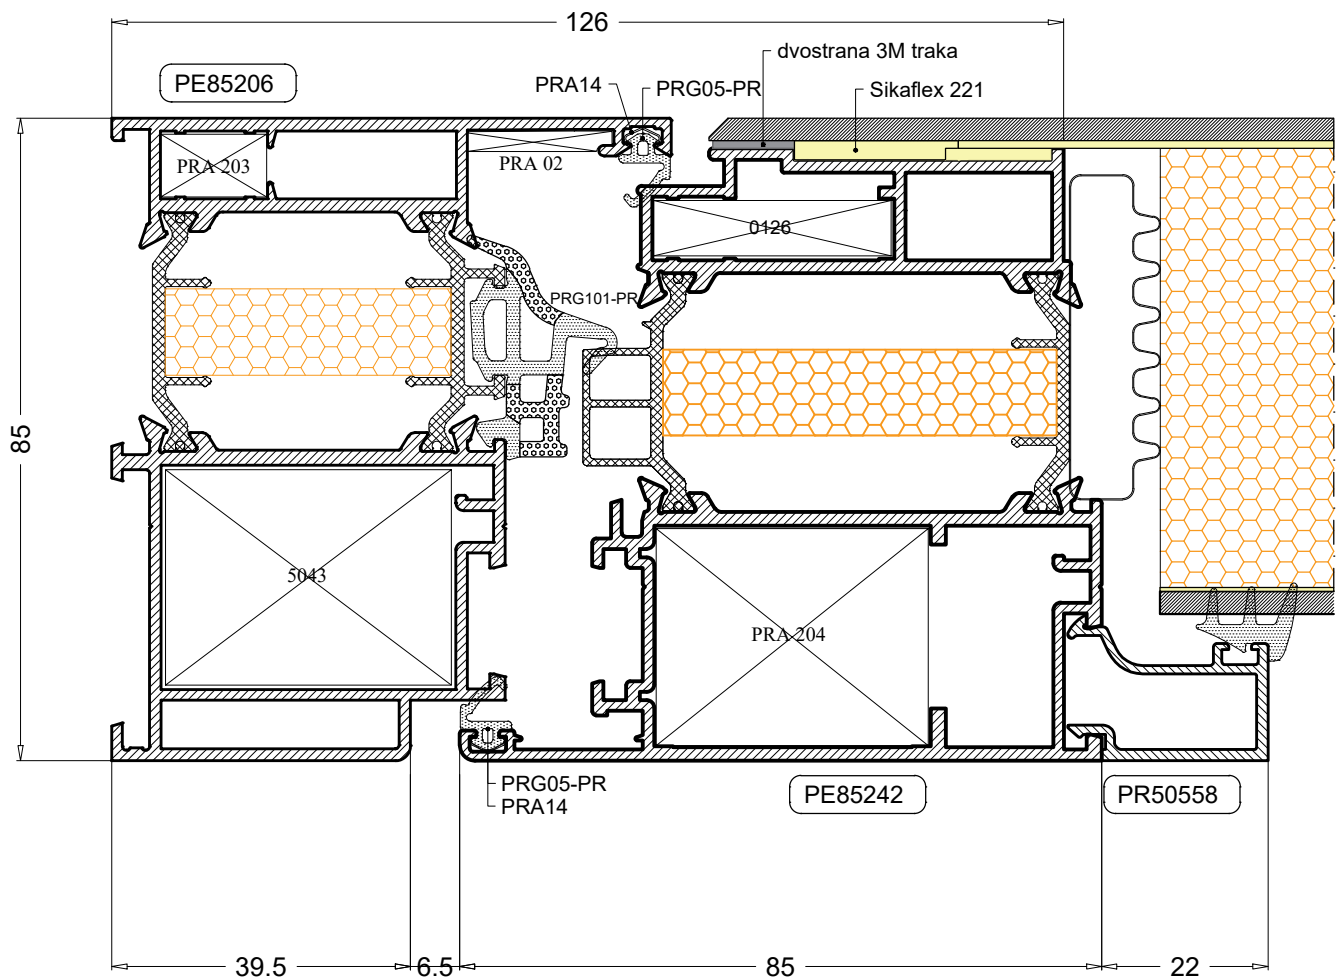 126
dvostrana 3M traka
PE85206
PRA14
PRG05-PR
Sikaflex 221
PRA 203
PRA 02
0126
PRG101-PR
85
5043
PRA 204
PRG05-PR
PRA14
PE85242
PR50558
39.5
6.5
85
22